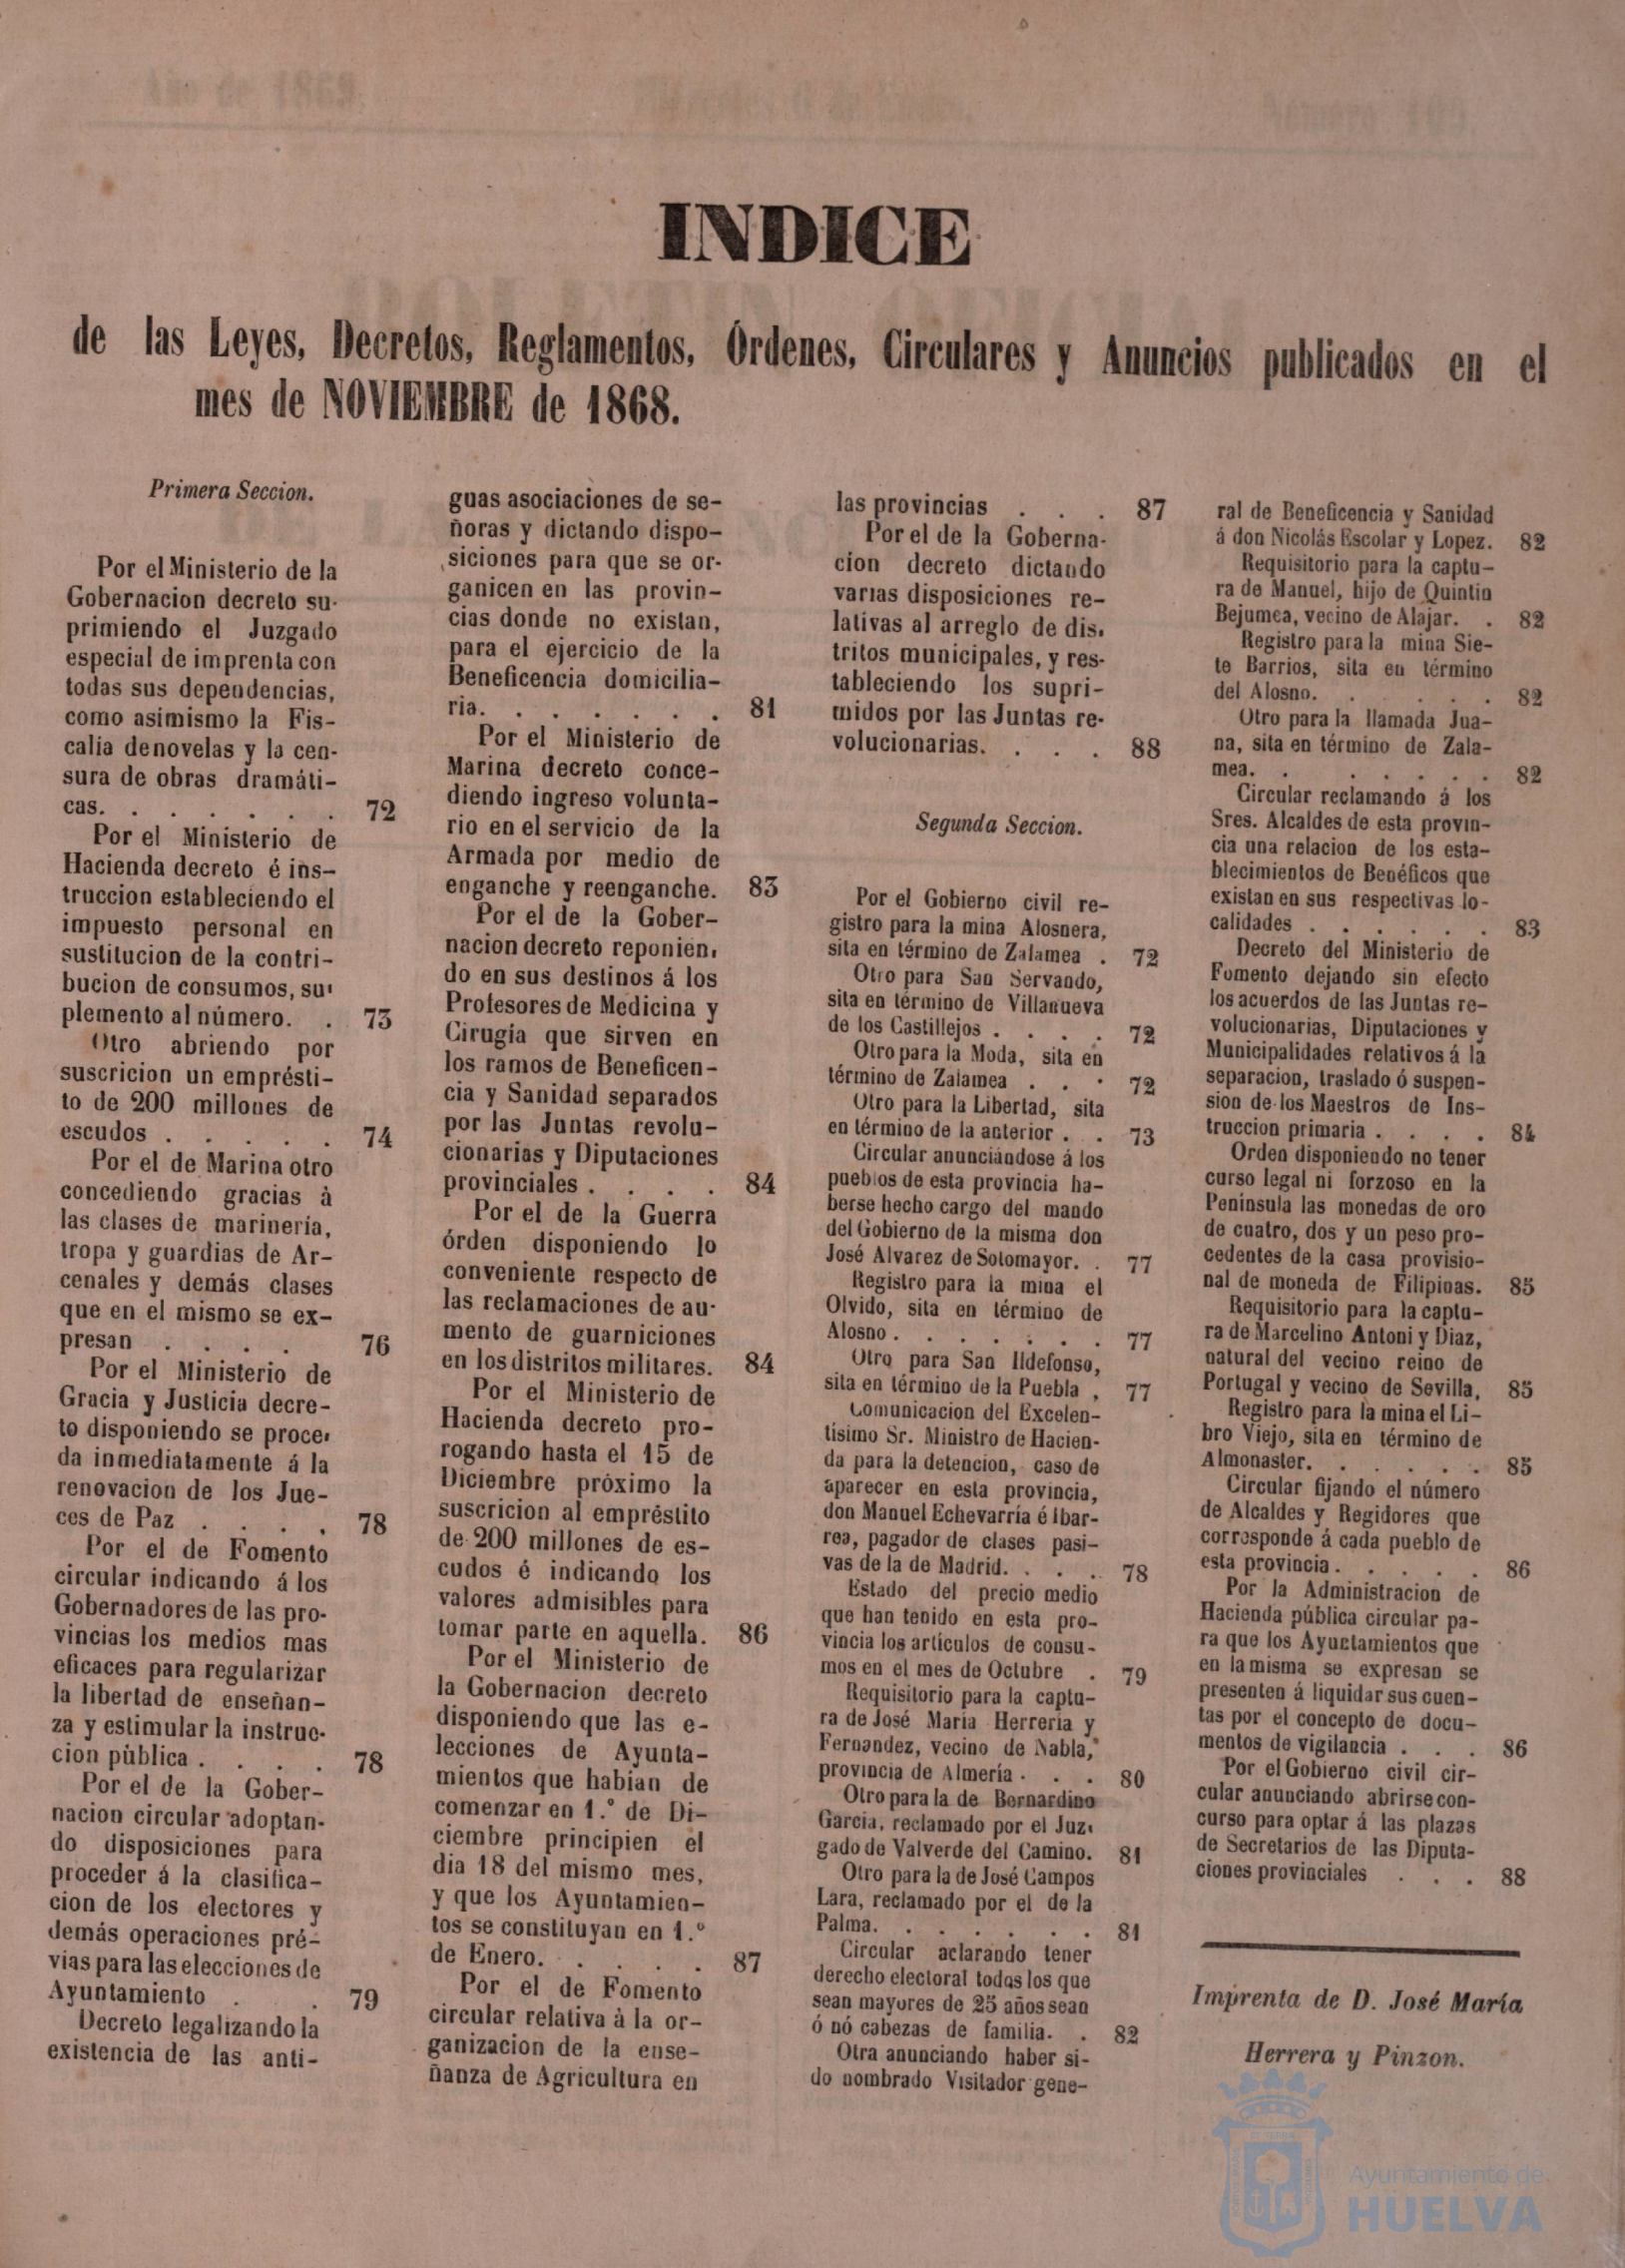 INDICE
de las Leyes, Decretos, Reglamentos, Órdenes, Circulares y Anuncios publicados en el
mes de NOVIEMBRE de 1868.
Primera Seccion.
Por el Ministerio de la
Gobernacion decreto su-
primiendo el Juzgado
especial de imprenta con
todas sus dependencias,
como asimismo la Fis-
calía de novelas y la cen-
sura de obras dramáti-
cas. . . . . . . . 72
Por el Ministerio de
Hacienda decreto é ins-
truccion estableciendo el
impuesto personal en
sustitucion de la contri-
bucion de consumos, su-
plemento al número. . 73
Otro abriendo por
suscricion un emprésti-
to de 200 millones de
escudos . . . . . . 74
Por el de Marina otro
concediendo gracias à
las clases de marinería,
tropa y guardias de Ar-
cenales y demás clases
que en el mismo se ex-
presan . . . . . 76
Por el Ministerio de
Gracia y Justicia decre-
to disponiendo se proce-
da inmediatamente á la
renovacion de los Jue-
ces de Paz . . . . . 78
Por el de Fomento
circular indicando á los
Gobernadores de las pro-
vincias los medios mas
eficaces para regularizar
la libertad de enseñan-
za y estimular la instruc-
cion pùblica . . . . . 78
Por el de la Gober-
nacion circular adoptan-
do disposiciones para
proceder á la clasifica-
cion de los electores y
demás operaciones pré-
vias para las elecciones de
Ayuntamiento . . 79
Decreto legalizando la
existencia de las anti-
guas asociaciones de se-
ñoras y dictando dispo-
siciones para que se or-
ganicen en las provin-
cias donde no existan,
para el ejercicio de la
Beneficencia domicilia-
ria. . . . . . . . 81
Por el Ministerio de
Marina decreto conce-
diendo ingreso volunta-
rio en el servicio de la
Armada por medio de
enganche y reenganche. 83
Por el de la Gober-
nacion decreto reponien-
do en sus destinos á los
Profesores de Medicina y
Cirugía que sirven en
los ramos de Beneficen-
cia y Sanidad separados
por las Juntas revolu-
cionarias y Diputaciones
provinciales . . . . . 84
Por el de la Guerra
órden disponiendo lo
conveniente respecto de
las reclamaciones de au-
mento de guarniciones
en los distritos militares. 84
Por el Ministerio de
Hacienda decreto pro-
rogando hasta el 15 de
Diciembre próximo la
suscricion al empréstito
de 200 millones de es-
cudos é indicando los
valores admisibles para
tomar parte en aquella. 86
Por el Ministerio de
la Gobernacion decreto
disponiendo que las e-
lecciones de Ayunta-
mientos que habian de
comenzar en 1.° de Di-
ciembre principien el
dia 18 del mismo mes,
y que los Ayuntamien-
tos se constituyan en 1.°
de Enero. . . . . . 87
Por el de Fomento
circular relativa à la or-
ganizacion de la ense-
ñanza de Agricultura en
las provincias . . . 87
Por el de la Goberna-
cion decreto dictando
varias disposiciones re-
lativas al arreglo de dis-
tritos municipales, y res-
tableciendo los supri-
midos por las Juntas re-
volucionarias. . . . 88
Segunda Seccion.
Por el Gobierno civil re-
gistro para la mina Alosnera,
sita en término de Zalamea . 72
Otro para San Servando,
sita en término de Villanueva
de los Castillejos . . . . 72
Otro para la Moda, sita en
término de Zalamea . . . 72
Otro para la Libertad, sita
en término de la anterior . . 73
Circular anunciándose á los
pueblos de esta provincia ha-
berse hecho cargo del mando
del Gobierno de la misma don
José Alvarez de Sotomayor. . 77
Registro para la mina el
Olvido, sita en término de
Alosno . . . . . . . . 77
Otro para San Ildefonso,
sita en término de la Puebla . 77
Comunicacion del Excelen-
tísimo Sr. Ministro de Hacien-
da para la detencion, caso de
aparecer en esta provincia,
don Manuel Echevarría é Ibar-
rea, pagador de clases pasi-
vas de la de Madrid. . . . 78
Estado del precio medio
que han tenido en esta pro-
vincia los artículos de consu-
mos en el mes de Octubre . 79
Requisitorio para la captu-
ra de José Maria Herreria y
Fernandez, vecino de Nabla,
provincia de Almería . . . 80
Otro para la de Bernardino
García, reclamado por el Juz-
gado de Valverde del Camino. 81
Otro para la de José Campos
Lara, reclamado por el de la
Palma. . . . . . . . 81
Circular aclarando tener
derecho electoral todos los que
sean mayores de 25 años sean
ó nó cabezas de familia. . 82
Otra anunciando haber si-
do nombrado Visitador gene-
ral de Beneficencia y Sanidad
á don Nicolás Escolar y Lopez. 82
Requisitorio para la captu-
ra de Manuel, hijo de Quintin
Bejumea, vecino de Alajar. . 82
Registro para la mina Sie-
te Barrios, sita en término
del Alosno. . . . . . 82
Otro para la llamada Jua-
na, sita en término de Zala-
mea. . . . . . . 82
Circular reclamando á los
Sres. Alcaldes de esta provin-
cia una relacion de los esta-
blecimientos de Benéficos que
existan en sus respectivas lo-
calidades . . . . . . . 83
Decreto del Ministerio de
Fomento dejando sin efecto
los acuerdos de las Juntas re-
volucionarias, Diputaciones y
Municipalidades relativos á la
separacion, traslado ó suspen-
sion de los Maestros de Ins-
truccion primaria . . . . 84
Orden disponiendo no tener
curso legal ni forzoso en la
Península las monedas de oro
de cuatro, dos y un peso pro-
cedentes de la casa provisio-
nal de moneda de Filipinas. 85
Requisitorio para la captu-
ra de Marcelino Antoni y Diaz,
natural del vecino reino de
Portugal y vecino de Sevilla, 85
Registro para la mina el Li-
bro Viejo, sita en término de
Almonaster. . . . . . . 85
Circular fijando el número
de Alcaldes y Regidores que
corresponde á cada pueblo de
esta provincia . . . . . . 86
Por la Administracion de
Hacienda pública circular pa-
ra que los Ayuntamientos que
en la misma se expresan se
presenten á liquidar sus cuen-
tas por el concepto de docu-
mentos de vigilancia . . . 86
Por el Gobierno civil cir-
cular anunciando abrirse con-
curso para optar á las plazas
de Secretarios de las Diputa-
ciones provinciales . . . 88
Imprenta de D. José María
Herrera y Pinzon.
Ayuntamiento de
HUELVA